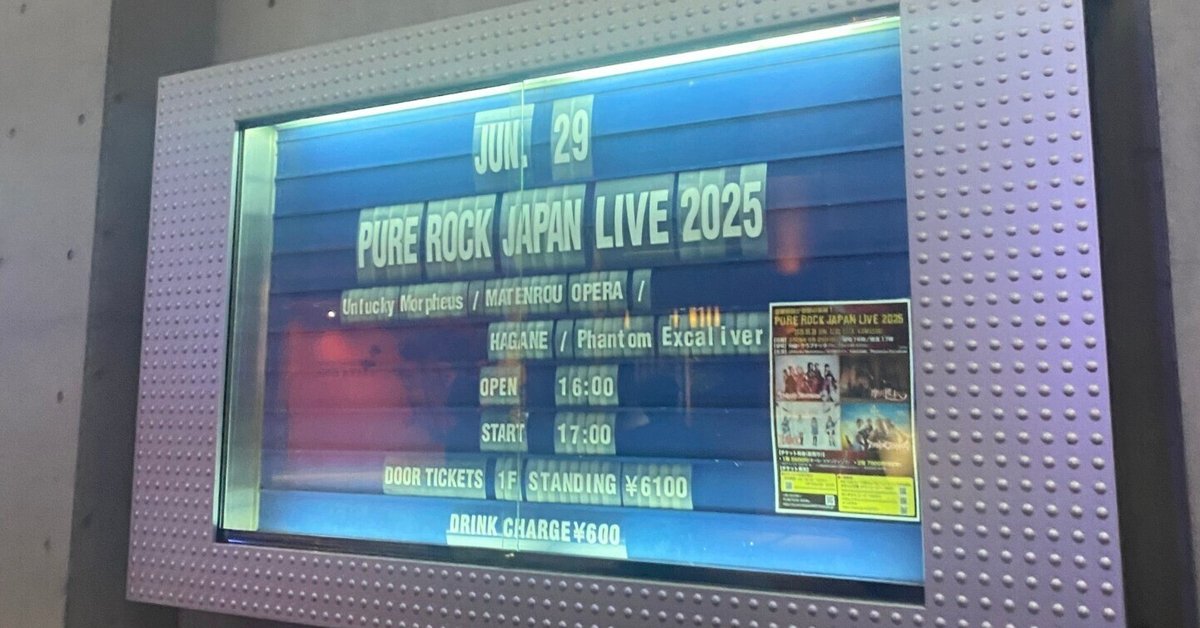 JUN. 29
PURE ROCK JAPAN LIVE 2025
Unlucky Morpheus / MATENROU OPERA /
HAGANE / Phantom Excaliver
OPEN 16:00
START 17:00
DOOR TICKETS 1F STANDING ¥6100
DRINK CHARGE ¥600
PURE ROCK JAPAN LIVE 2025